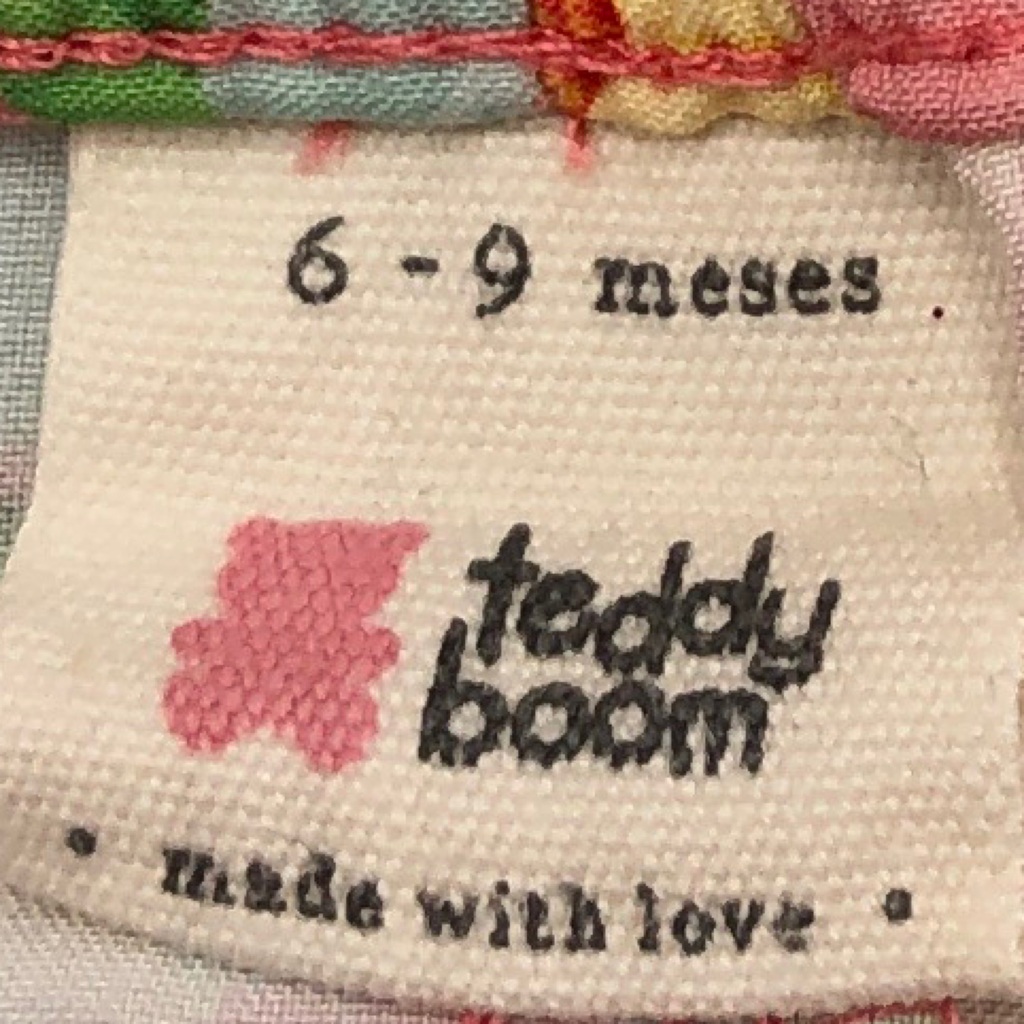 6 - 9 meses
teddy
boom
• made with love •